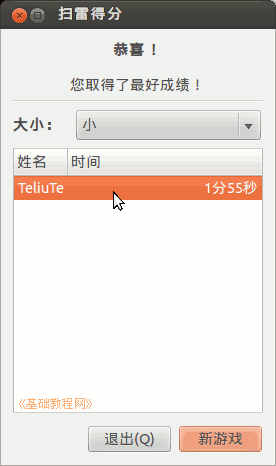 扫雷得分
恭喜！
您取得了最好成绩！
大小： 小
姓名 时间
TeliuTe 1分55秒
《基础教程网》
退出(Q) 新游戏